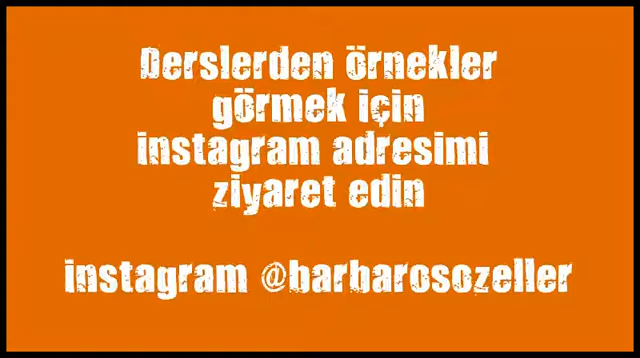 Derslerden örnekler
görmek için
instagram adresimi
ziyaret edin
instagram @barbarosozeller